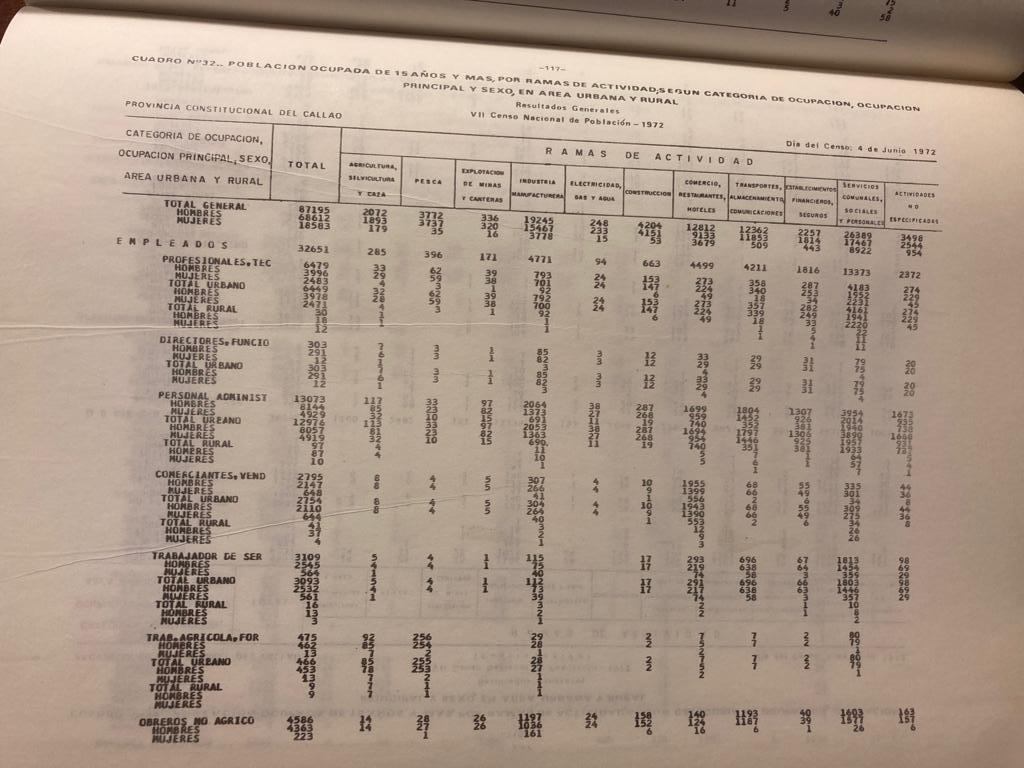 -117-
CUADRO Nº32.. POBLACION OCUPADA DE 15 AÑOS Y MAS, POR RAMAS DE ACTIVIDAD, SEGUN CATEGORIA DE OCUPACION, OCUPACION
PRINCIPAL Y SEXO, EN AREA URBANA Y RURAL
Resultados Generales
PROVINCIA CONSTITUCIONAL DEL CALLAO
VII Censo Nacional de Población-1972
Día del Censo: 4 de Junio 1972
CATEGORIA DE OCUPACION,
OCUPACION PRINCIPAL, SEXO,
AREA URBANA Y RURAL
TOTAL
RAMAS DE ACTIVIDAD
AGRICULTURA, SELVICULTURA Y CAZA
PESCA
EXPLOTACION DE MINAS Y CANTERAS
INDUSTRIA MANUFACTURERA
ELECTRICIDAD, GAS Y AGUA
CONSTRUCCION
COMERCIO, RESTAURANTES, HOTELES
TRANSPORTES, ALMACENAMIENTO, COMUNICACIONES
ESTABLECIMIENTOS FINANCIEROS, SEGUROS
SERVICIOS COMUNALES, SOCIALES Y PERSONALES
ACTIVIDADES NO ESPECIFICADAS
TOTAL GENERAL 87195 2072 3772 336 19245 248 4204 12812 12362 2257 26389 3498
HOMBRES 68612 1893 3737 320 15467 233 4151 9133 11853 1814 17467 2544
MUJERES 18583 179 35 16 3778 15 53 3679 509 443 8922 954
EMPLEADOS 32651 285 396 171 4771 94 663 4499 4211 1816 13373 2372
PROFESIONALES,TEC 6479 33 62 39 793 24 153 273 358 287 4183 274
HOMBRES 3996 29 59 38 701 24 147 224 340 253 1952 229
MUJERES 2483 4 3 1 92 6 49 18 34 2231 45
TOTAL URBANO 6449 32 62 39 792 24 153 273 357 282 4161 274
HOMBRES 3978 28 59 38 700 24 147 224 339 249 1941 229
MUJERES 2471 4 3 1 92 6 49 18 33 2220 45
TOTAL RURAL 30 1 1 1 5 22
HOMBRES 18 1 1 1 4 11
MUJERES 12 1 11
DIRECTORES,FUNCIO 303 7 3 1 85 3 12 33 29 31 79 20
HOMBRES 291 6 3 1 82 3 12 29 29 31 75 20
MUJERES 12 1 3 4 4
TOTAL URBANO 303 7 3 1 85 3 12 33 29 31 79 20
HOMBRES 291 6 3 1 82 3 12 29 29 31 75 20
MUJERES 12 1 3 4 4
PERSONAL ADMINIST 13073 117 33 97 2064 38 287 1699 1804 1307 3954 1673
HOMBRES 8144 85 23 82 1373 27 268 959 1452 926 2014 935
MUJERES 4929 32 10 15 691 11 19 740 352 381 1940 738
TOTAL URBANO 12976 113 33 97 2053 38 287 1694 1797 1306 3890 1668
HOMBRES 8057 81 23 82 1363 27 268 954 1446 925 1957 931
MUJERES 4919 32 10 15 690 11 19 740 351 381 1933 737
TOTAL RURAL 97 4 11 5 7 1 64 5
HOMBRES 87 4 10 5 6 1 57 4
MUJERES 10 1 1 7 1
COMERCIANTES,VEND 2795 8 4 5 307 4 10 1955 68 55 335 44
HOMBRES 2147 8 4 5 266 4 9 1399 66 49 301 36
MUJERES 648 41 1 556 2 6 34 8
TOTAL URBANO 2754 8 4 5 304 4 10 1943 68 55 309 44
HOMBRES 2110 8 4 5 264 4 9 1390 66 49 275 36
MUJERES 644 40 1 553 2 6 34 8
TOTAL RURAL 41 3 12 26
HOMBRES 37 2 9 26
MUJERES 4 1 3
TRABAJADOR DE SER 3109 5 4 1 115 17 293 696 67 1813 98
HOMBRES 2545 4 4 1 75 17 219 638 64 1454 69
MUJERES 564 1 40 74 58 3 359 29
TOTAL URBANO 3093 5 4 1 112 17 291 696 66 1803 98
HOMBRES 2532 4 4 1 73 17 217 638 63 1446 69
MUJERES 561 1 39 74 58 3 357 29
TOTAL RURAL 16 3 2 1 10
HOMBRES 13 2 2 1 8
MUJERES 3 1 2
TRAB.AGRICOLA,FOR 475 92 256 29 2 7 7 2 80
HOMBRES 462 85 254 28 2 5 7 2 79
MUJERES 13 7 2 1 2 1
TOTAL URBANO 466 85 255 28 2 7 7 2 80
HOMBRES 453 78 253 27 2 5 7 2 79
MUJERES 13 7 2 1 2 1
TOTAL RURAL 9 7 1 1
HOMBRES 9 7 1 1
MUJERES
OBREROS NO AGRICO 4586 14 28 26 1197 24 158 140 1193 40 1603 163
HOMBRES 4363 14 27 26 1036 24 152 124 1187 39 1577 157
MUJERES 223 1 161 6 16 6 1 26 6